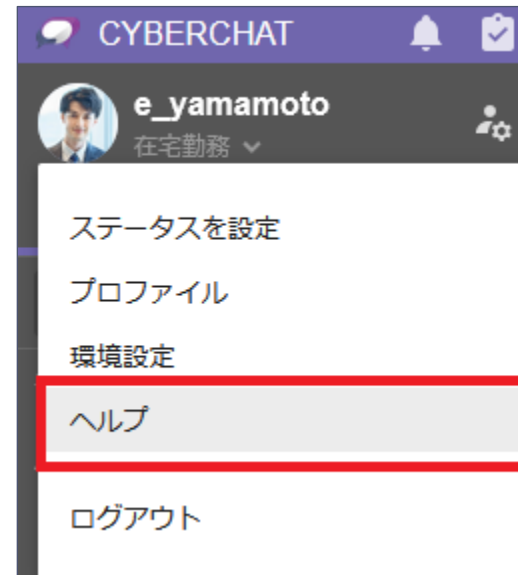 CYBERCHAT
e_yamamoto
在宅勤務
ステータスを設定
プロファイル
環境設定
ヘルプ
ログアウト